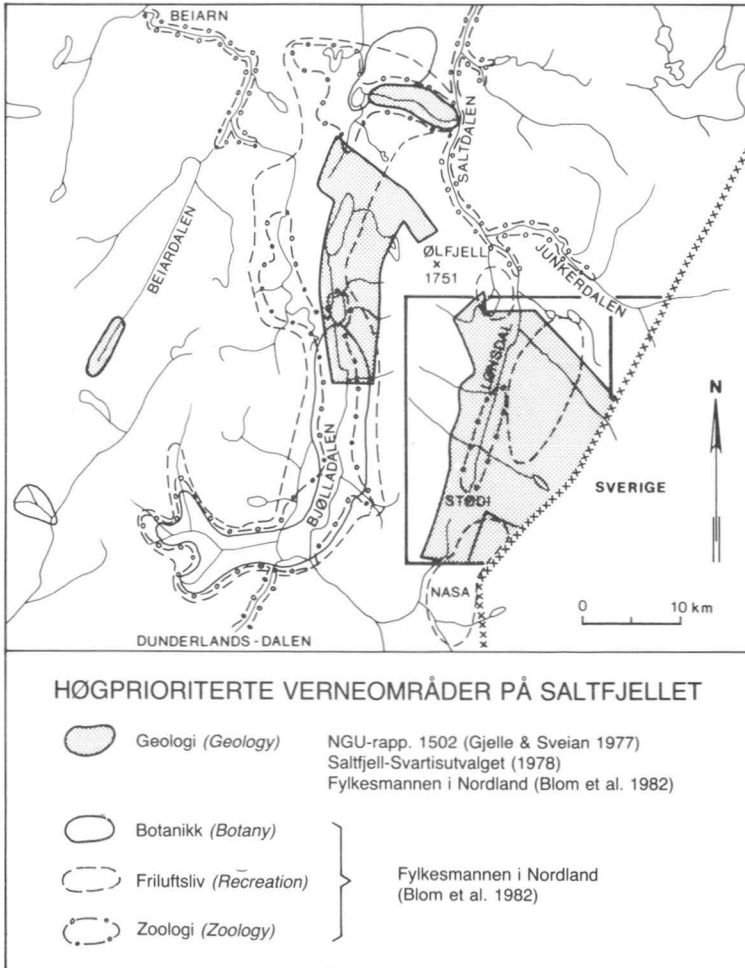 BEIARN
SALTDALEN
BEIARDALEN
ØLFJELL
x
1751
JUNKERDALEN
LØNSDAL
N
BJØLLADALEN
SVERIGE
STØDI
NASA
0 10 km
DUNDERLANDS-DALEN
HØGPRIORITERTE VERNEOMRÅDER PÅ SALTFJELLET
Geologi (Geology) NGU-rapp. 1502 (Gjelle & Sveian 1977)
Saltfjell-Svartisutvalget (1978)
Fylkesmannen i Nordland (Blom et al. 1982)
Botanikk (Botany)
Friluftsliv (Recreation) Fylkesmannen i Nordland
(Blom et al. 1982)
Zoologi (Zoology)